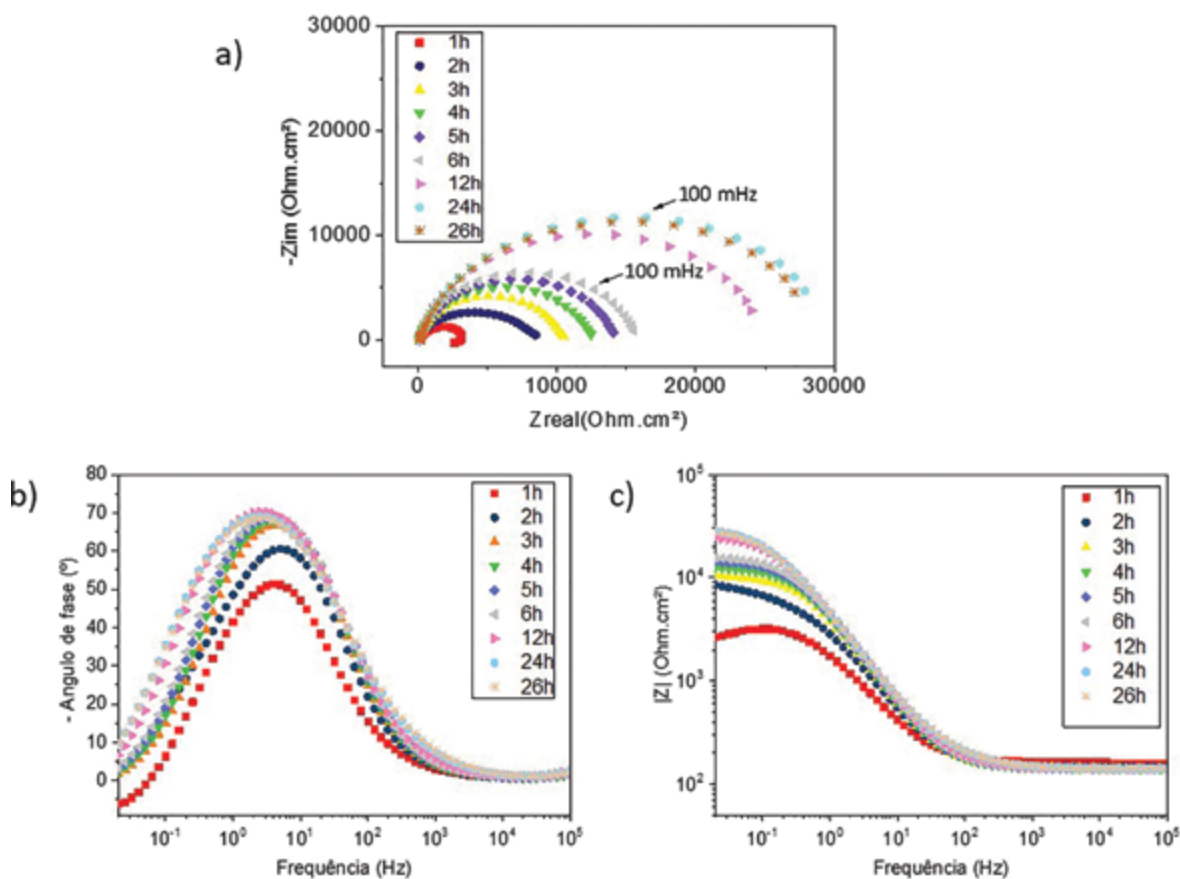 a)
30000
20000
10000
0
-Zim (Ohm.cm²)
1h
2h
3h
4h
5h
6h
12h
24h
26h
100 mHz
100 mHz
0
10000
20000
30000
Zreal(Ohm.cm²)
b)
80
70
60
50
40
30
20
10
0
- Angulo de fase (º)
1h
2h
3h
4h
5h
6h
12h
24h
26h
10⁻¹
10⁰
10¹
10²
10³
10⁴
10⁵
Frequência (Hz)
c)
10⁵
10⁴
10³
10²
|Z| (Ohm.cm²)
1h
2h
3h
4h
5h
6h
12h
24h
26h
10⁻¹
10⁰
10¹
10²
10³
10⁴
10⁵
Frequência (Hz)